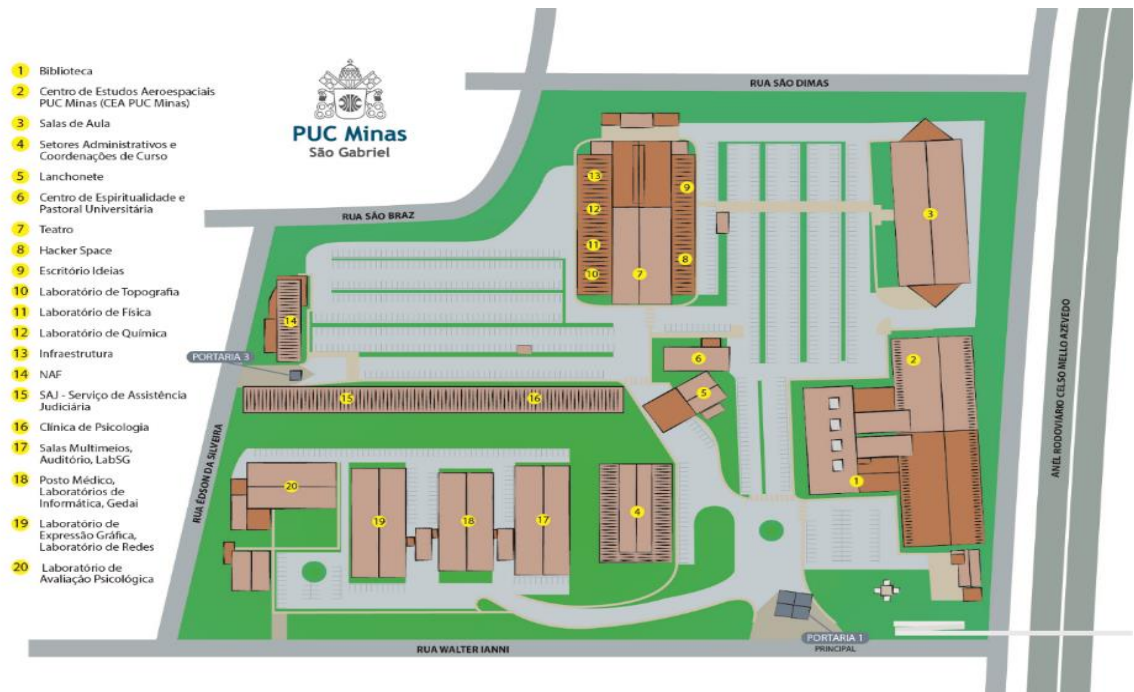 1 Biblioteca
2 Centro de Estudos Aeroespaciais
PUC Minas (CEA PUC Minas)
3 Salas de Aula
4 Setores Administrativos e
Coordenações de Curso
5 Lanchonete
6 Centro de Espiritualidade e
Pastoral Universitária
7 Teatro
8 Hacker Space
9 Escritório Ideias
10 Laboratório de Topografia
11 Laboratório de Física
12 Laboratório de Química
13 Infraestrutura
14 NAF
15 SAJ - Serviço de Assistência
Judiciária
16 Clínica de Psicologia
17 Salas Multimeios,
Auditório, LabSG
18 Posto Médico,
Laboratórios de
Informática, Gedai
19 Laboratório de
Expressão Gráfica,
Laboratório de Redes
20 Laboratório de
Avaliação Psicológica
PUC Minas
São Gabriel
RUA SÃO DIMAS
RUA SÃO BRAZ
13
9
12
3
11
8
10
7
14
PORTARIA 3
6
2
5
15
16
1
20
19
18
17
4
RUA ÉDSON DA SILVEIRA
ANEL RODOVIÁRIO CELSO MELLO AZEVEDO
PORTARIA 1
PRINCIPAL
RUA WALTER IANNI